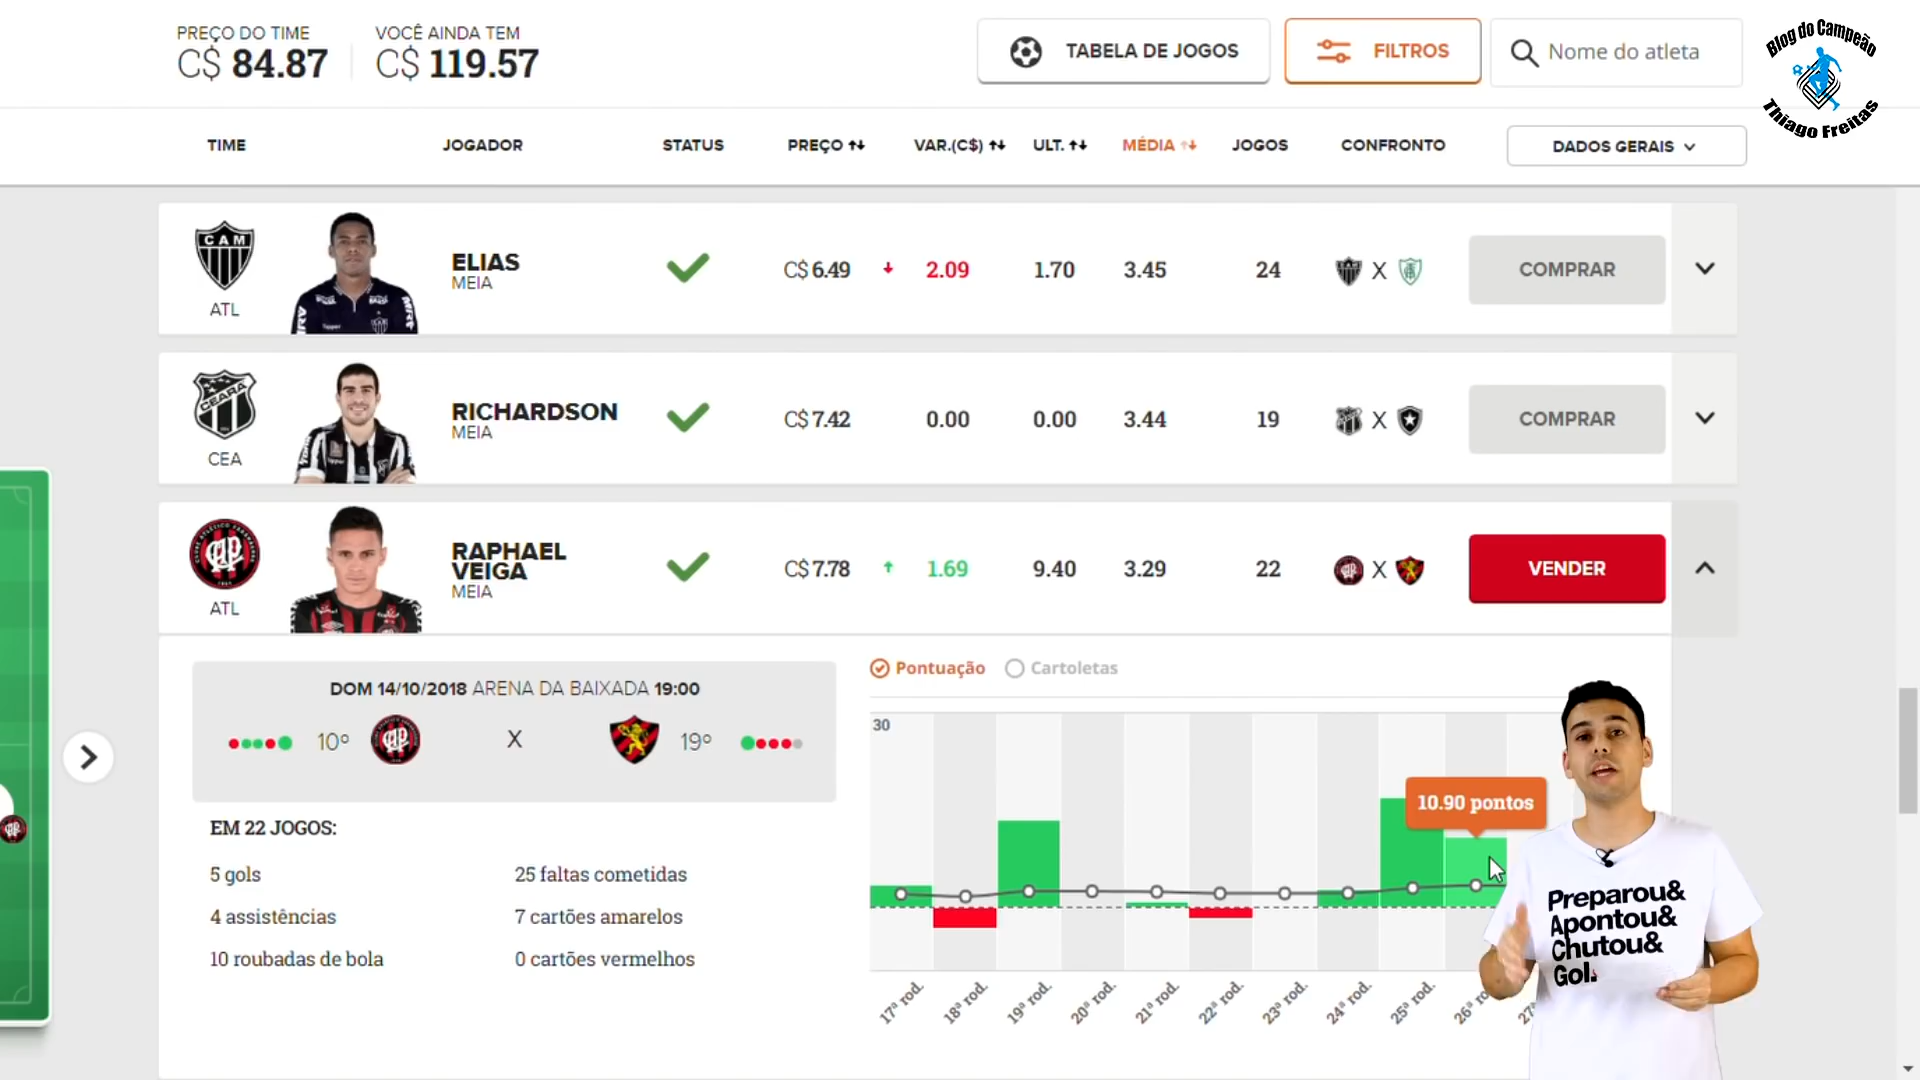 PREÇO DO TIME
C$ 84.87
VOCÊ AINDA TEM
C$ 119.57
TABELA DE JOGOS
FILTROS
Nome do atleta
Blog do Campeão
Thiago Freitas
TIME JOGADOR STATUS PREÇO VAR.(C$) ULT. MÉDIA JOGOS CONFRONTO DADOS GERAIS
CAM
ATL
ELIAS
MEIA
C$ 6.49 2.09 1.70 3.45 24 X COMPRAR
CEARA
CEA
RICHARDSON
MEIA
C$ 7.42 0.00 0.00 3.44 19 X COMPRAR
CAP
ATL
RAPHAEL
VEIGA
MEIA
C$ 7.78 1.69 9.40 3.29 22 X VENDER
DOM 14/10/2018 ARENA DA BAIXADA 19:00
10º X 19º
EM 22 JOGOS:
5 gols
25 faltas cometidas
4 assistências
7 cartões amarelos
10 roubadas de bola
0 cartões vermelhos
Pontuação Cartoletas
30
10.90 pontos
17ª rod. 18ª rod. 19ª rod. 20ª rod. 21ª rod. 22ª rod. 23ª rod. 24ª rod. 25ª rod. 26ª ro 27ª
Preparou&
Apontou&
Chutou&
Gol.